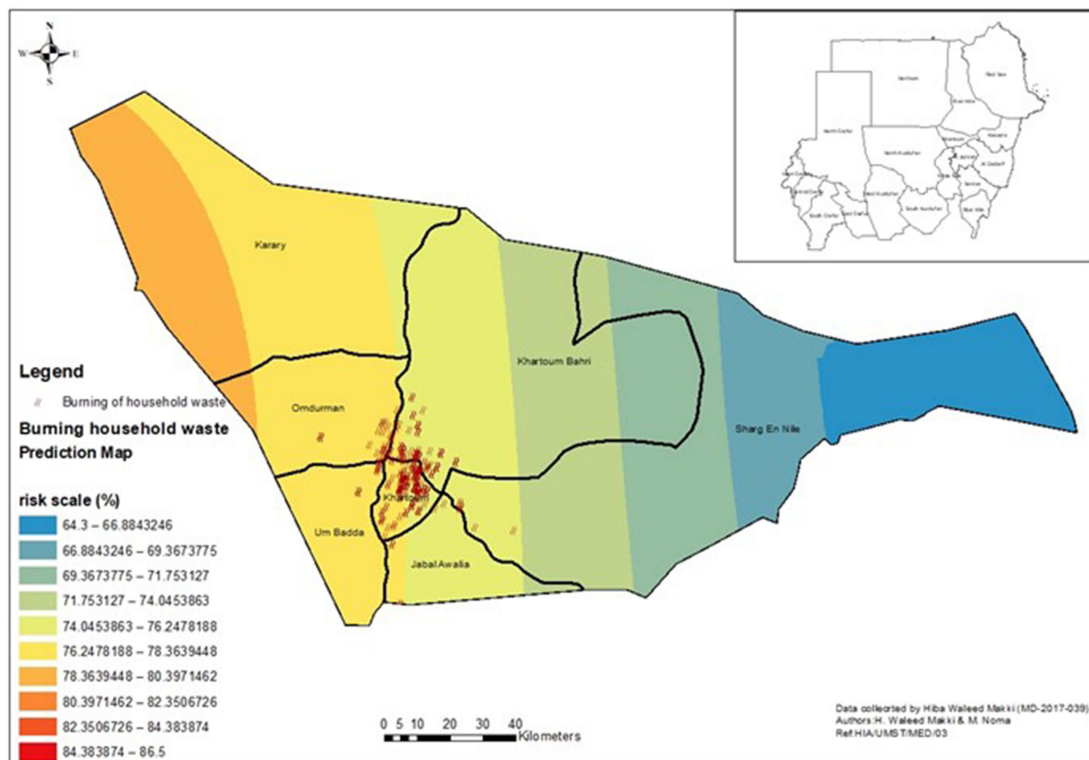 N
W E
S
Northern
Red Sea
River Nile
North Darfur
Khartoum
Kassala
North Kordufan
El Gedarif
Sennar
West Kordufan
South Kordufan
Blue Nile
South Darfur
East Darfur
Karary
Khartoum Bahri
Omdurman
Sharg En Nile
Khartoum
Um Badda
Jabal Awalia
Legend
Burning of household waste
Burning household waste
Prediction Map
risk scale (%)
64.3 – 66.8843246
66.8843246 – 69.3673775
69.3673775 – 71.753127
71.753127 – 74.0453863
74.0453863 – 76.2478188
76.2478188 – 78.3639448
78.3639448 – 80.3971462
80.3971462 – 82.3506726
82.3506726 – 84.383874
84.383874 – 86.5
0 5 10 20 30 40
Kilometers
Data colleorted by Hiba Waleed Makki (MD-2017-039)
Authors:H. Waleed Makki & M. Noma
Ref:HIA/UMST/MED/03